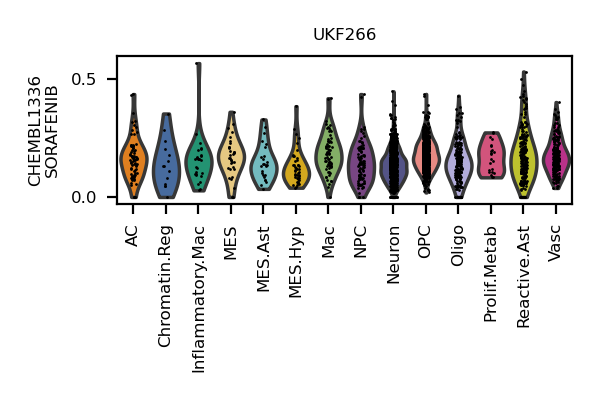 UKF266
CHEMBL1336
SORAFENIB
0.5
0.0
AC
Chromatin.Reg
Inflammatory.Mac
MES
MES.Ast
MES.Hyp
Mac
NPC
Neuron
OPC
Oligo
Prolif.Metab
Reactive.Ast
Vasc